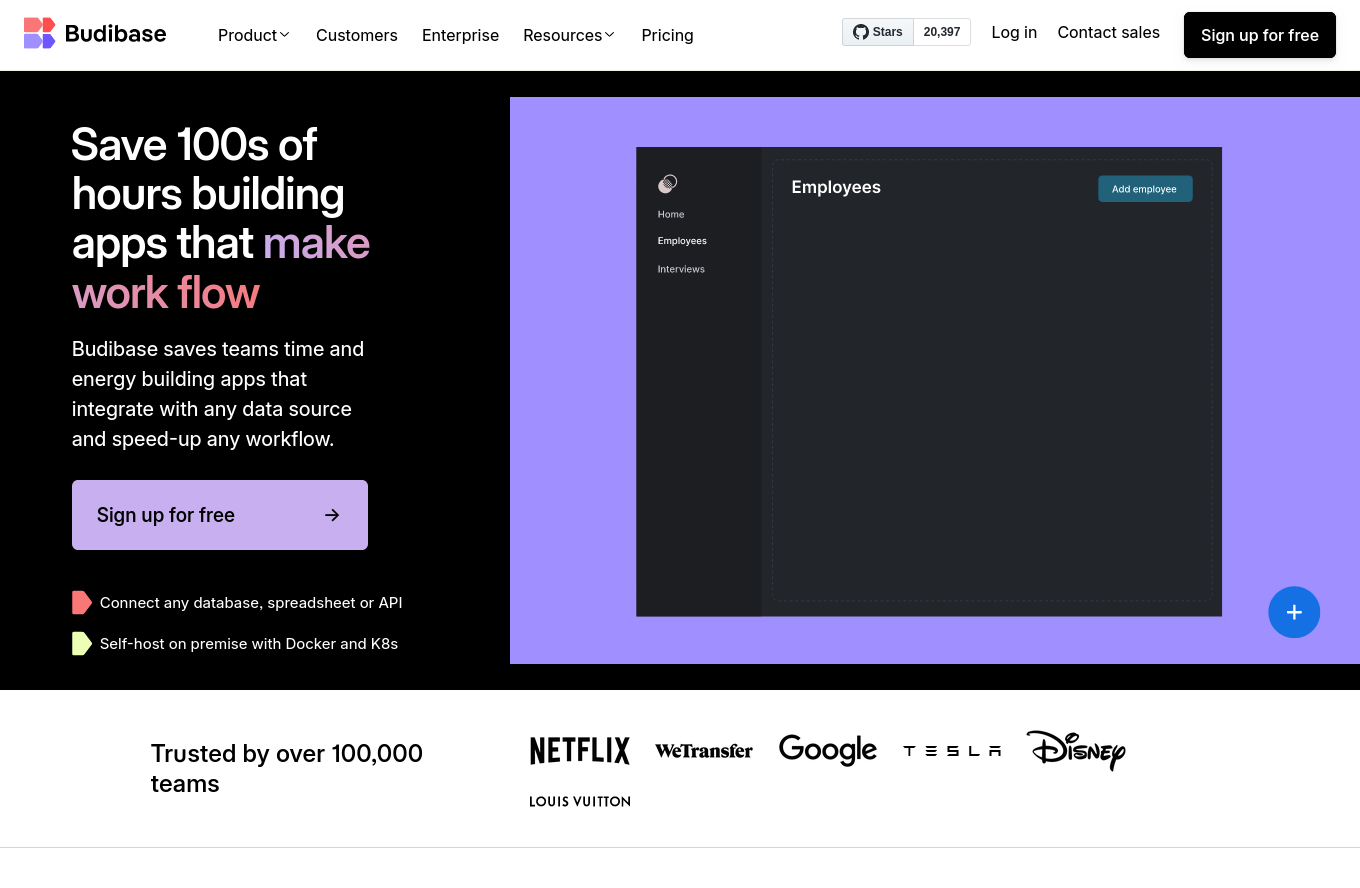 Budibase
Product
Customers
Enterprise
Resources
Pricing
Stars
20,397
Log in
Contact sales
Sign up for free
Save 100s of
hours building
apps that make
work flow
Budibase saves teams time and
energy building apps that
integrate with any data source
and speed-up any workflow.
Sign up for free
Connect any database, spreadsheet or API
Self-host on premise with Docker and K8s
Home
Employees
Interviews
Employees
Add employee
Trusted by over 100,000
teams
NETFLIX
WeTransfer
Google
TESLA
Disney
LOUIS VUITTON